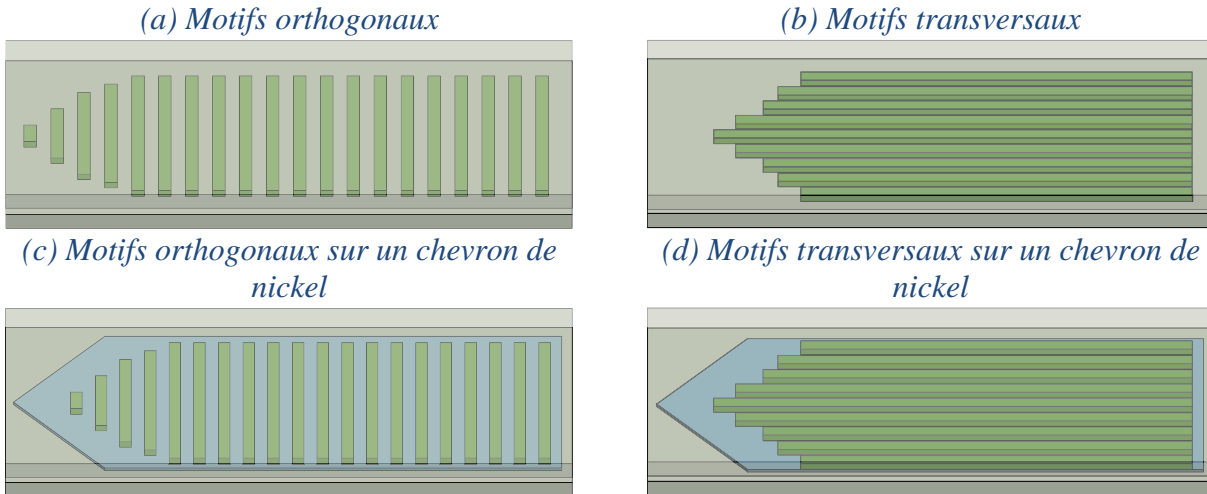 (a) Motifs orthogonaux
(b) Motifs transversaux
(c) Motifs orthogonaux sur un chevron de
nickel
(d) Motifs transversaux sur un chevron de
nickel